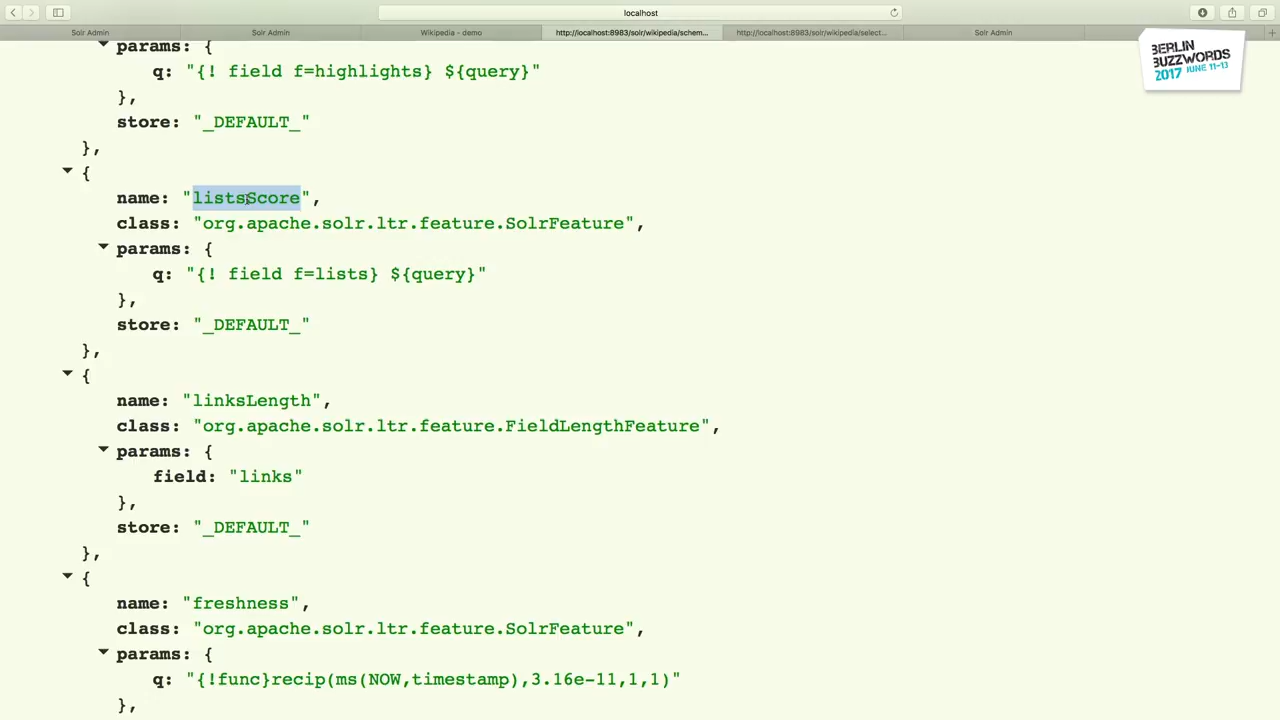 localhost
Solr Admin
Solr Admin
Wikipedia - demo
http://localhost:8983/solr/wikipedia/schem...
http://localhost:8983/solr/wikipedia/select...
Solr Admin
BERLIN
BUZZWORDS
2017 JUNE 11-13
params: {
q: "{! field f=highlights} ${query}"
},
store: "_DEFAULT_"
},
{
name: "listsScore",
class: "org.apache.solr.ltr.feature.SolrFeature",
params: {
q: "{! field f=lists} ${query}"
},
store: "_DEFAULT_"
},
{
name: "linksLength",
class: "org.apache.solr.ltr.feature.FieldLengthFeature",
params: {
field: "links"
},
store: "_DEFAULT_"
},
{
name: "freshness",
class: "org.apache.solr.ltr.feature.SolrFeature",
params: {
q: "{!func}recip(ms(NOW,timestamp),3.16e-11,1,1)"
},